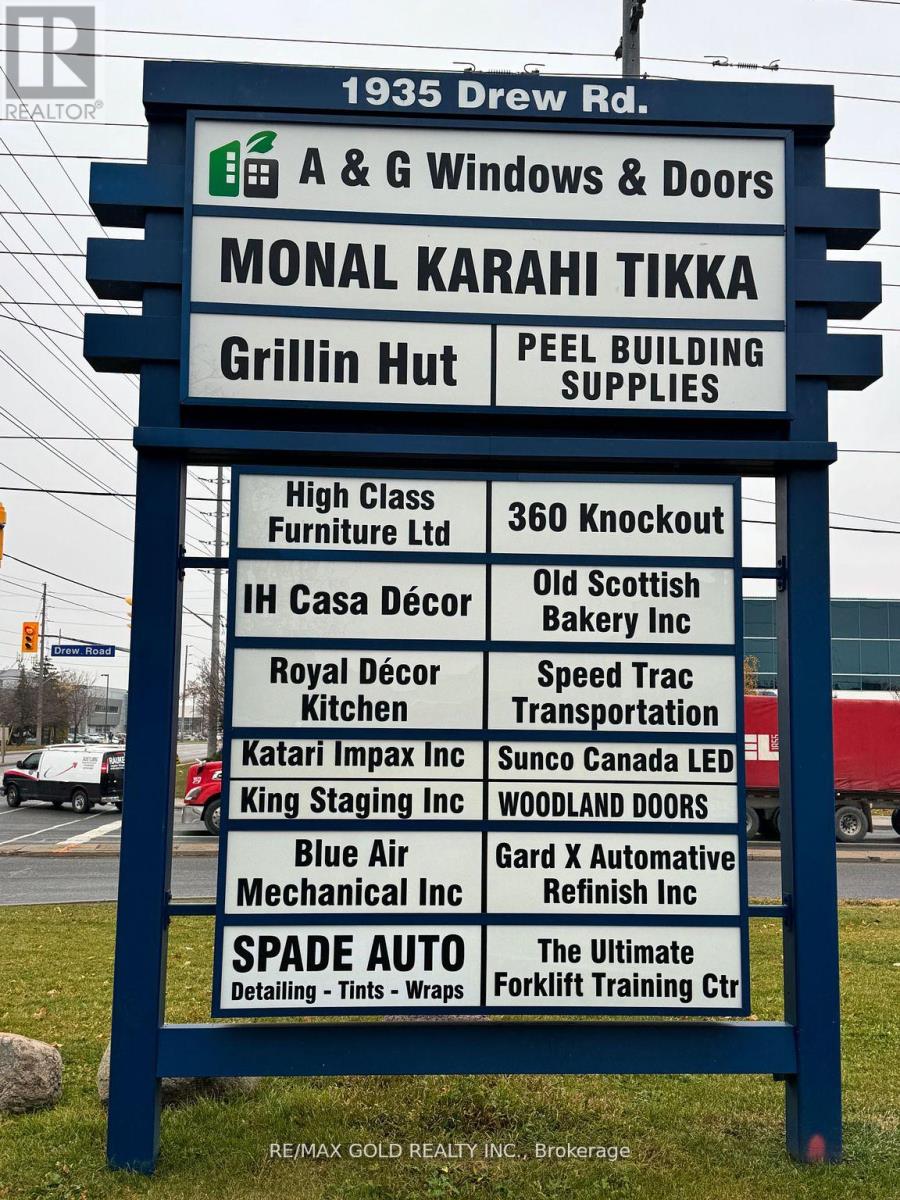 R
REALTOR®
1935 Drew Rd.
A & G Windows & Doors
MONAL KARAHI TIKKA
Grillin Hut
PEEL BUILDING
SUPPLIES
High Class
Furniture Ltd
360 Knockout
IH Casa Décor
Old Scottish
Bakery Inc
Royal Décor
Kitchen
Speed Trac
Transportation
Katari Impax Inc
Sunco Canada LED
King Staging Inc
WOODLAND DOORS
Blue Air
Mechanical Inc
Gard X Automative
Refinish Inc
SPADE AUTO
Detailing - Tints - Wraps
The Ultimate
Forklift Training Ctr
Drew Road
RE/MAX GOLD REALTY INC., Brokerage